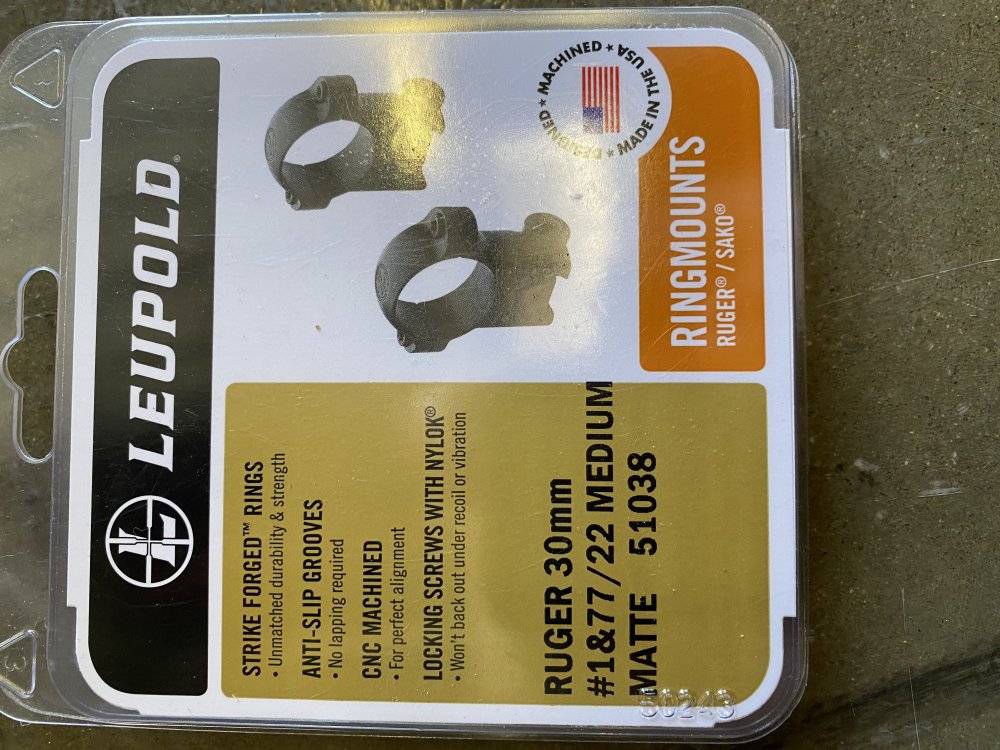 LEUPOLD®
DESIGNED ★ MACHINED ★ MADE IN THE USA
RINGMOUNTS
RUGER® / SAKO®
STRIKE FORGED™ RINGS
• Unmatched durability & strength
ANTI-SLIP GROOVES
• No lapping required
CNC MACHINED
• For perfect alignment
LOCKING SCREWS WITH NYLOK®
• Won't back out under recoil or vibration
RUGER 30mm
#1&77/22 MEDIUM
MATTE 51038
60243
3